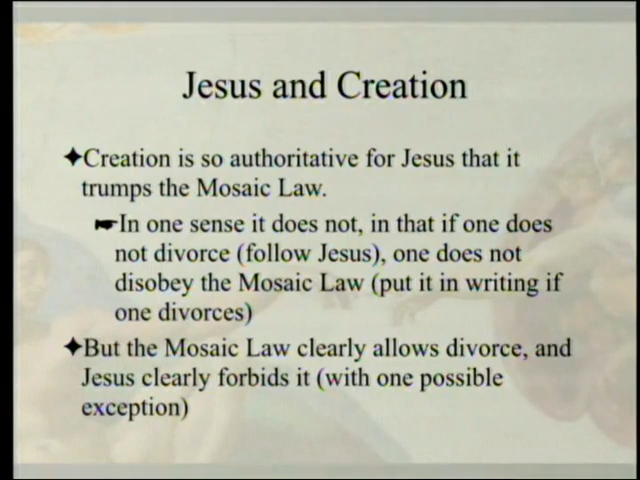 Jesus and Creation
✦Creation is so authoritative for Jesus that it
trumps the Mosaic Law.
☛In one sense it does not, in that if one does
not divorce (follow Jesus), one does not
disobey the Mosaic Law (put it in writing if
one divorces)
✦But the Mosaic Law clearly allows divorce, and
Jesus clearly forbids it (with one possible
exception)